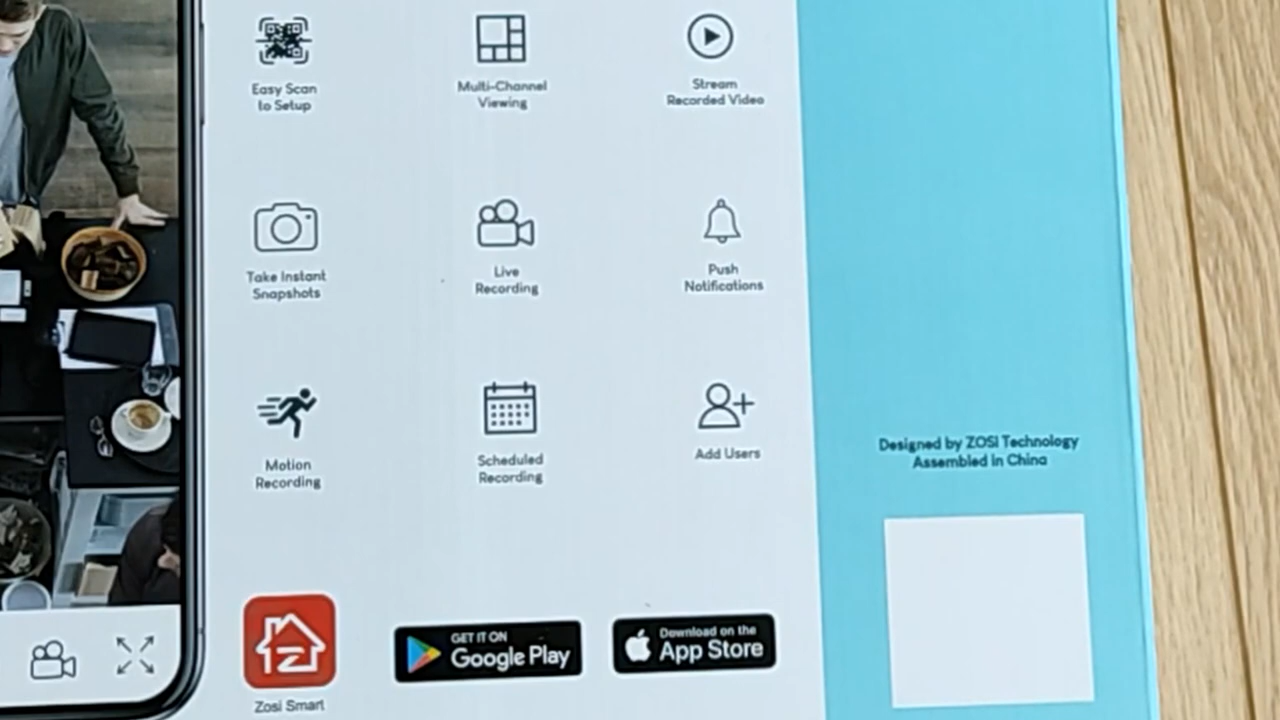 Easy Scan
to Setup
Multi-Channel
Viewing
Stream
Recorded Video
Take Instant
Snapshots
Live
Recording
Push
Notifications
Motion
Recording
Scheduled
Recording
Add Users
Designed by ZOSI Technology
Assembled in China
Zosi Smart
GET IT ON
Google Play
Download on the
App Store